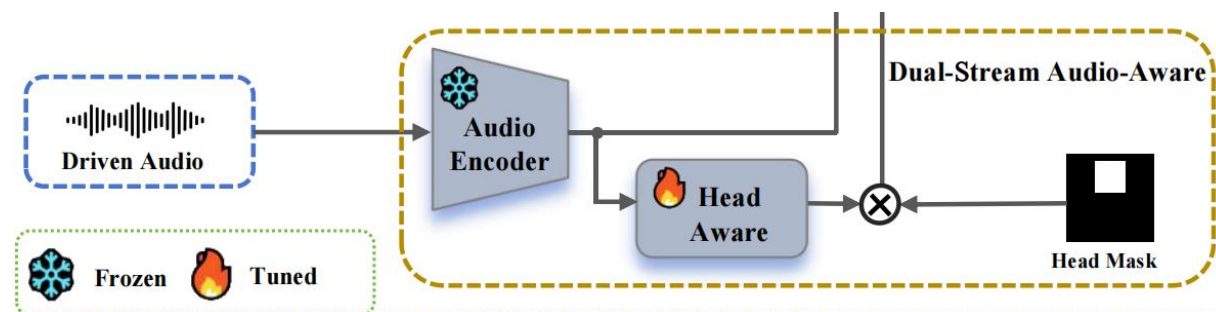 Dual-Stream Audio-Aware
Driven Audio
Audio
Encoder
Head
Aware
Head Mask
Frozen
Tuned